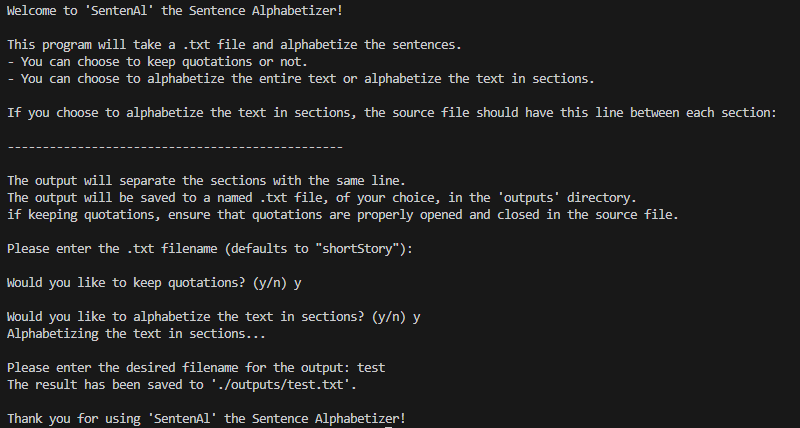 Welcome to 'SentenAl' the Sentence Alphabetizer!
This program will take a .txt file and alphabetize the sentences.
- You can choose to keep quotations or not.
- You can choose to alphabetize the entire text or alphabetize the text in sections.
If you choose to alphabetize the text in sections, the source file should have this line between each section:
------------------------------------------------
The output will separate the sections with the same line.
The output will be saved to a named .txt file, of your choice, in the 'outputs' directory.
if keeping quotations, ensure that quotations are properly opened and closed in the source file.
Please enter the .txt filename (defaults to "shortStory"):
Would you like to keep quotations? (y/n) y
Would you like to alphabetize the text in sections? (y/n) y
Alphabetizing the text in sections...
Please enter the desired filename for the output: test
The result has been saved to './outputs/test.txt'.
Thank you for using 'SentenAl' the Sentence Alphabetizer!